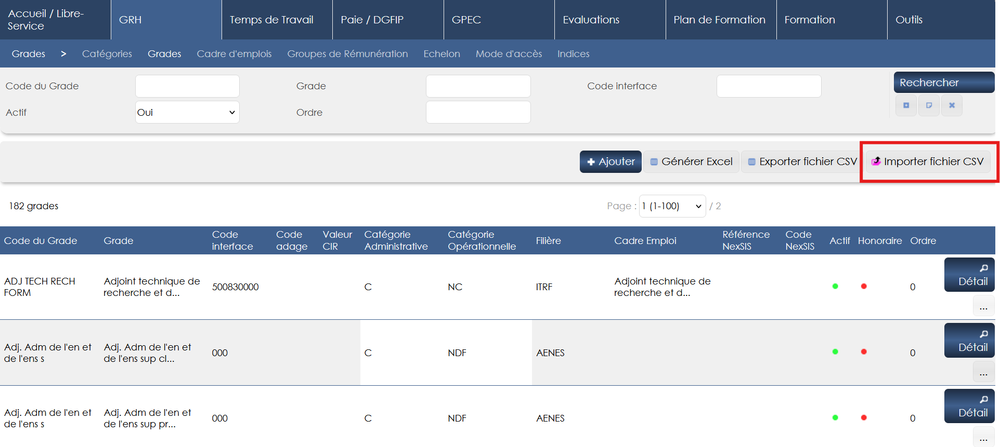 Accueil / Libre-
Service
GRH
Temps de Travail
Paie / DGFIP
GPEC
Evaluations
Plan de Formation
Formation
Outils
Grades > Catégories Grades Cadre d'emplois Groupes de Rémunération Echelon Mode d'accès Indices
Code du Grade
Grade
Code interface
Rechercher
Actif
Oui
Ordre
Ajouter
Générer Excel
Exporter fichier CSV
Importer fichier CSV
182 grades
Page : 1 (1-100) / 2
Code du Grade
Grade
Code
interface
Code
adage
Valeur
CIR
Catégorie
Administrative
Catégorie
Opérationnelle
Filière
Cadre Emploi
Référence
NexSIS
Code
NexSIS
Actif
Honoraire
Ordre
ADJ TECH RECH
FORM
Adjoint technique de
recherche et d...
500830000
C
NC
ITRF
Adjoint technique de
recherche et d...
0
Détail
...
Adj. Adm de l'en et
de l'ens s
Adj. Adm de l'en et
de l'ens sup cl...
000
C
NDF
AENES
0
Détail
...
Adj. Adm de l'en et
de l'ens s
Adj. Adm de l'en et
de l'ens sup pr...
000
C
NDF
AENES
0
Détail
...